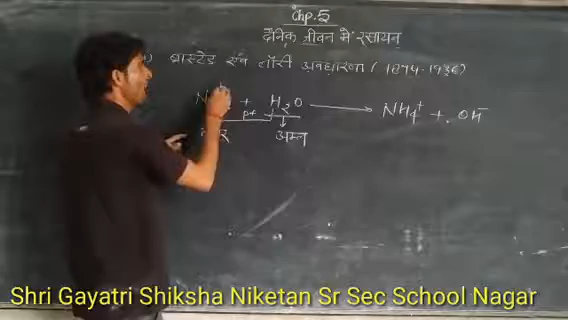 Chp. 5
दैनिक जीवन में रसायन
ब्रास्टेड एवं लॉरी अवधारणा (1874-1936)
+ H₂O ⟶ NH₄⁺ + OH⁻
अम्ल
Shri Gayatri Shiksha Niketan Sr Sec School Nagar